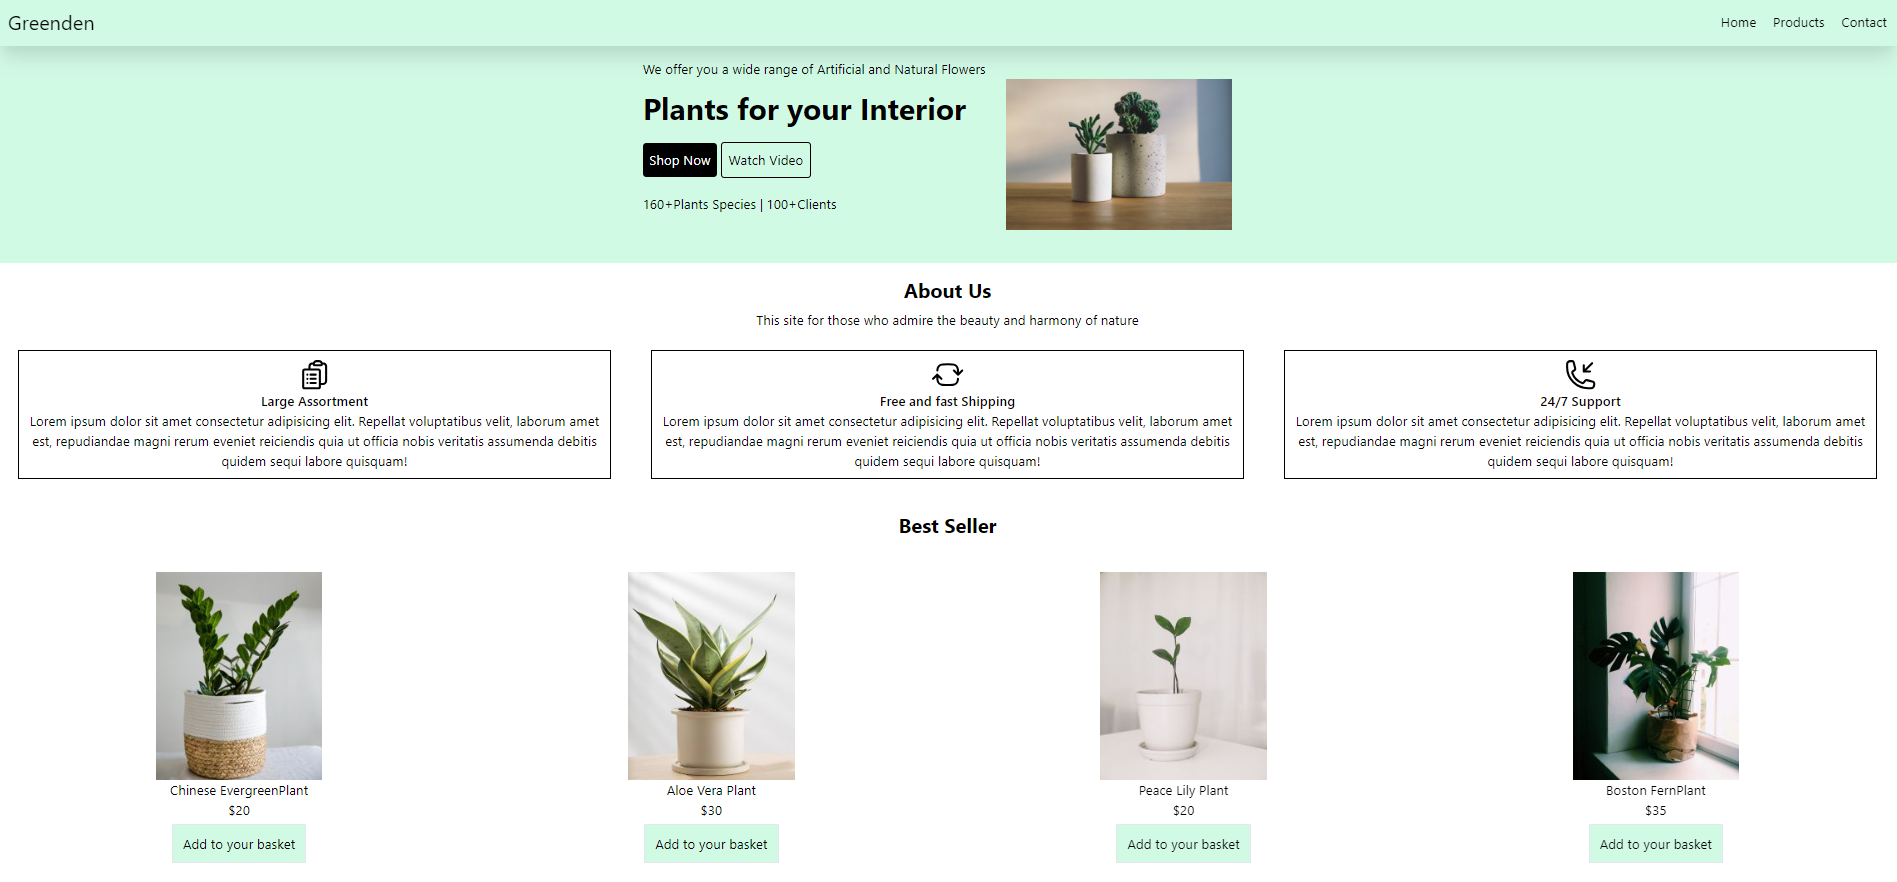 Greenden
Home Products Contact
We offer you a wide range of Artificial and Natural Flowers
Plants for your Interior
Shop Now Watch Video
160+Plants Species | 100+Clients
About Us
This site for those who admire the beauty and harmony of nature
Large Assortment
Lorem ipsum dolor sit amet consectetur adipisicing elit. Repellat voluptatibus velit, laborum amet
est, repudiandae magni rerum eveniet reiciendis quia ut officia nobis veritatis assumenda debitis
quidem sequi labore quisquam!
Free and fast Shipping
Lorem ipsum dolor sit amet consectetur adipisicing elit. Repellat voluptatibus velit, laborum amet
est, repudiandae magni rerum eveniet reiciendis quia ut officia nobis veritatis assumenda debitis
quidem sequi labore quisquam!
24/7 Support
Lorem ipsum dolor sit amet consectetur adipisicing elit. Repellat voluptatibus velit, laborum amet
est, repudiandae magni rerum eveniet reiciendis quia ut officia nobis veritatis assumenda debitis
quidem sequi labore quisquam!
Best Seller
Chinese EvergreenPlant
$20
Add to your basket
Aloe Vera Plant
$30
Add to your basket
Peace Lily Plant
$20
Add to your basket
Boston FernPlant
$35
Add to your basket